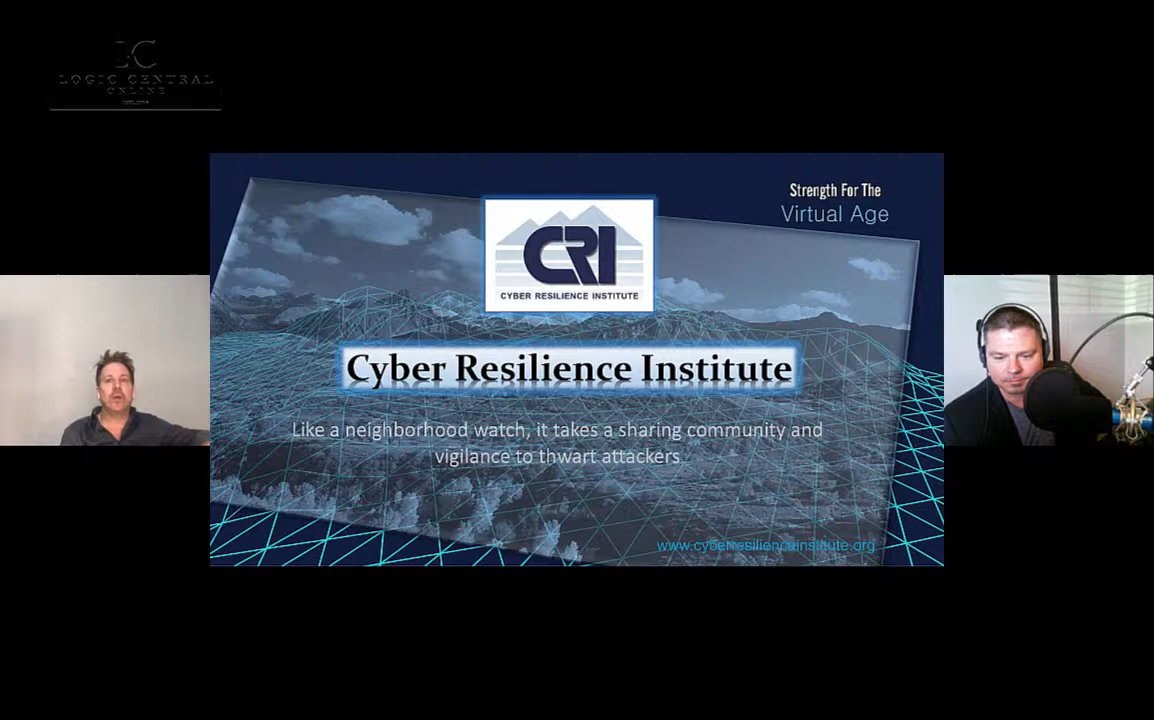 LC
LOGIC CENTRAL
ONLINE
Strength For The
Virtual Age
CRI
CYBER RESILIENCE INSTITUTE
Cyber Resilience Institute
Like a neighborhood watch, it takes a sharing community and
vigilance to thwart attackers
www.cyberresilienceinstitute.org